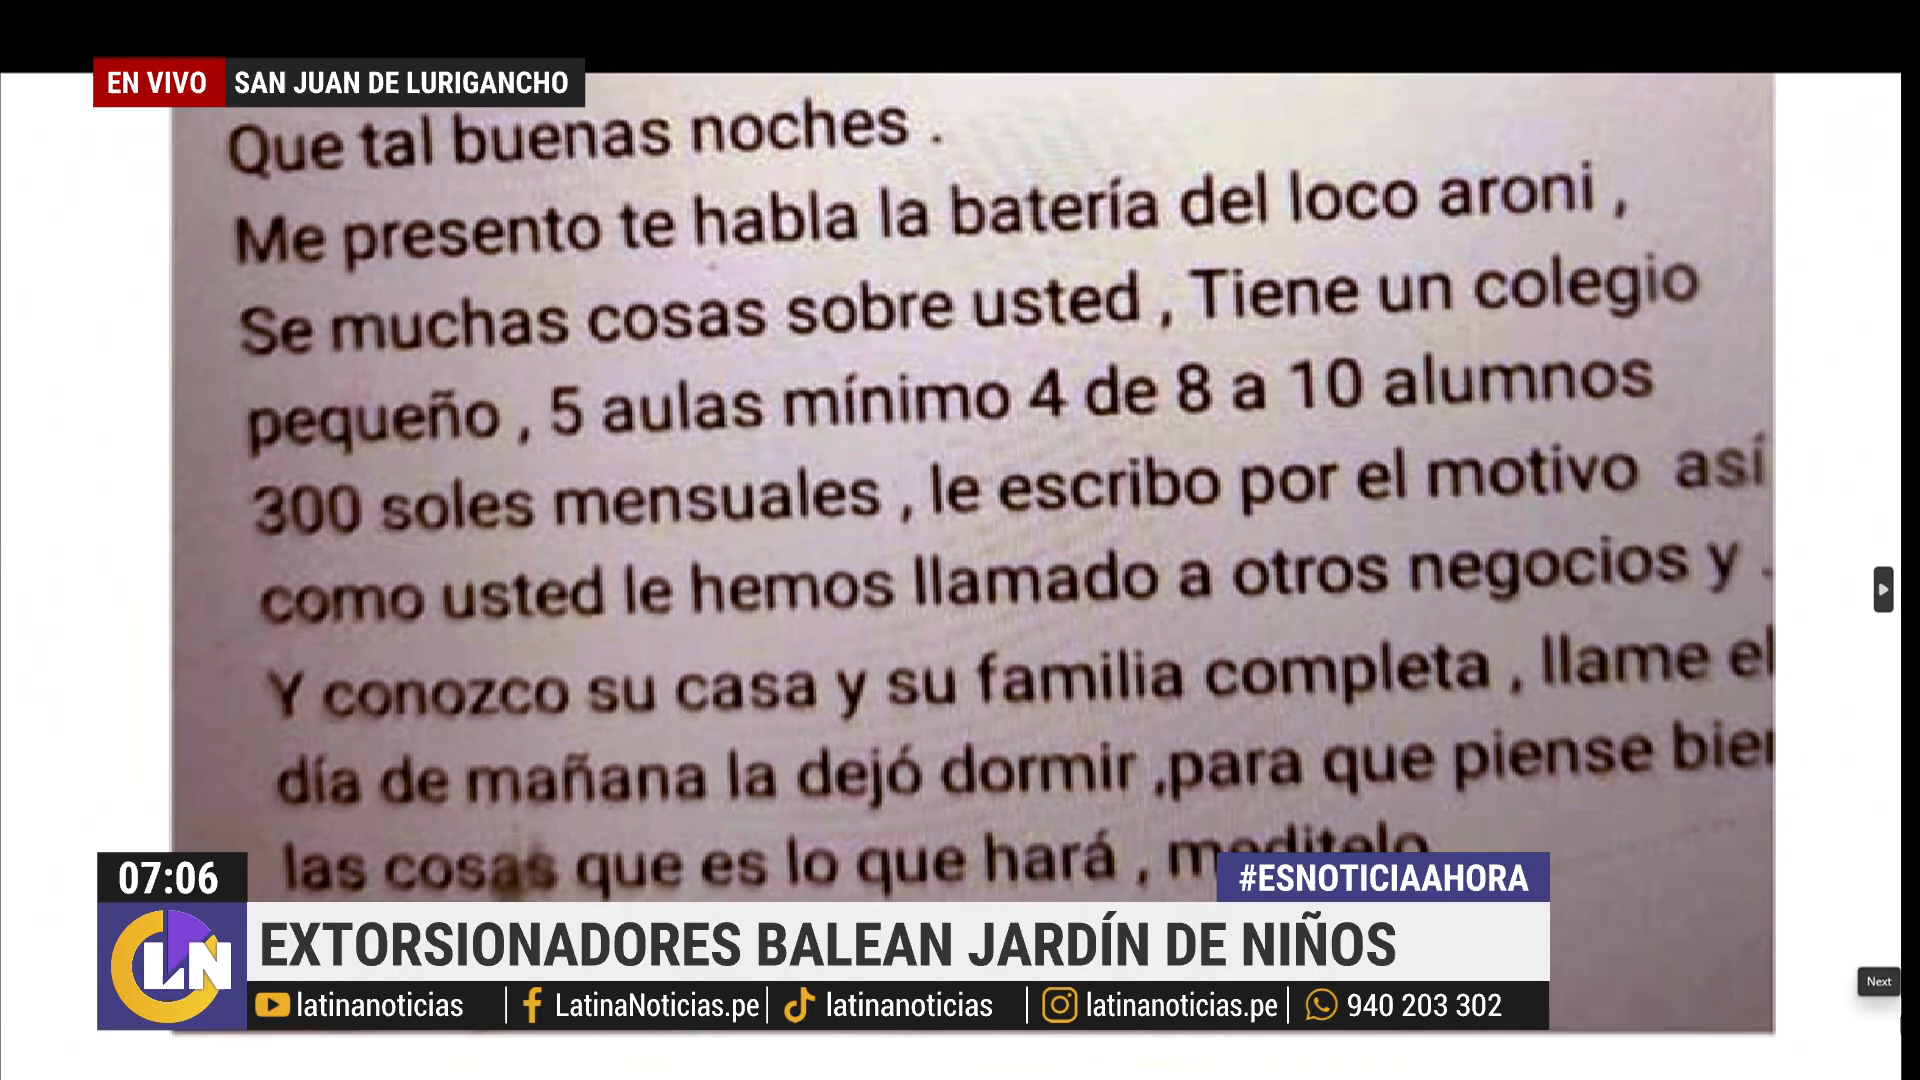 EN VIVO SAN JUAN DE LURIGANCHO
Que tal buenas noches .
Me presento te habla la batería del loco aroni ,
Se muchas cosas sobre usted , Tiene un colegio
pequeño , 5 aulas mínimo 4 de 8 a 10 alumnos
300 soles mensuales , le escribo por el motivo así
como usted le hemos llamado a otros negocios y .
Y conozco su casa y su familia completa , llame el
día de mañana la dejó dormir ,para que piense bien
las cosas que es lo que hará , meditelo
07:06
#ESNOTICIAAHORA
LN
EXTORSIONADORES BALEAN JARDÍN DE NIÑOS
latinanoticias LatinaNoticias.pe latinanoticias latinanoticias.pe 940 203 302
Next